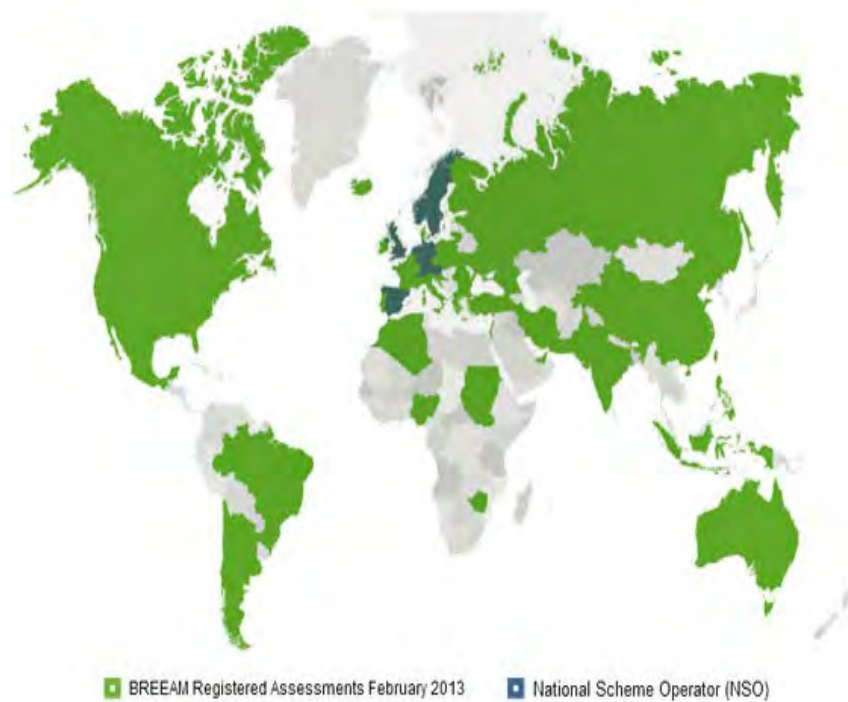 BREEAM Registered Assessments February 2013
National Scheme Operator (NSO)